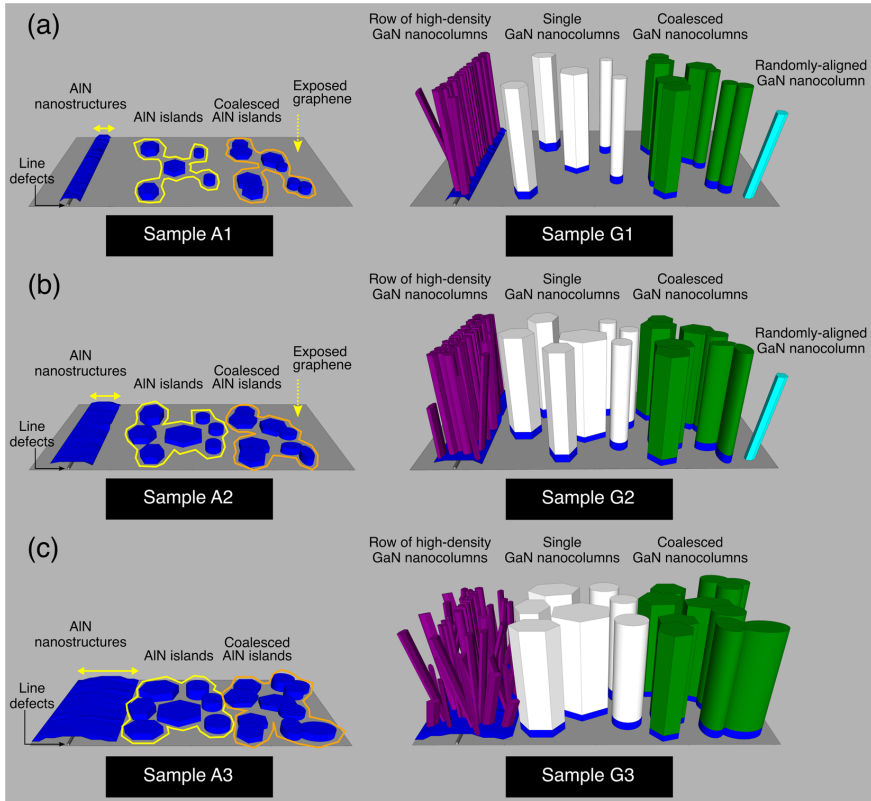 (a)
AlN
nanostructures
AlN islands
Coalesced
AlN islands
Exposed
graphene
Line
defects
Sample A1
Row of high-density
GaN nanocolumns
Single
GaN nanocolumns
Coalesced
GaN nanocolumns
Randomly-aligned
GaN nanocolumn
Sample G1
(b)
AlN
nanostructures
AlN islands
Coalesced
AlN islands
Exposed
graphene
Line
defects
Sample A2
Row of high-density
GaN nanocolumns
Single
GaN nanocolumns
Coalesced
GaN nanocolumns
Randomly-aligned
GaN nanocolumn
Sample G2
(c)
AlN
nanostructures
AlN islands
Coalesced
AlN islands
Line
defects
Sample A3
Row of high-density
GaN nanocolumns
Single
GaN nanocolumns
Coalesced
GaN nanocolumns
Sample G3